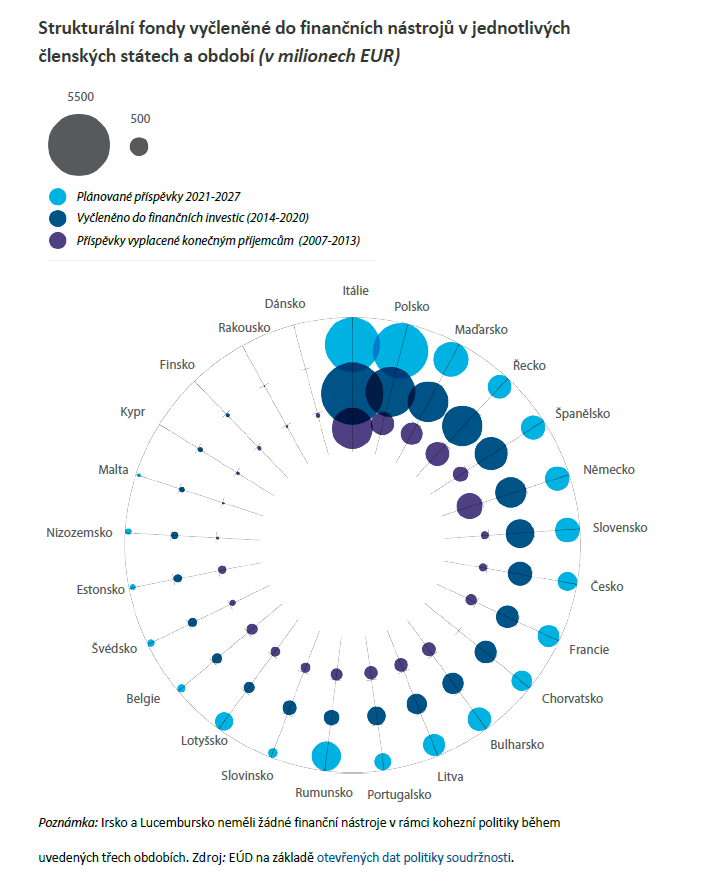 Strukturální fondy vyčleněné do finančních nástrojů v jednotlivých
členských státech a období (v milionech EUR)
5500
500
Plánované příspěvky 2021-2027
Vyčleněno do finančních investic (2014-2020)
Příspěvky vyplacené konečným příjemcům (2007-2013)
Itálie
Polsko
Maďarsko
Řecko
Španělsko
Německo
Slovensko
Česko
Francie
Chorvatsko
Bulharsko
Litva
Portugalsko
Rumunsko
Slovinsko
Lotyšsko
Belgie
Švédsko
Estonsko
Nizozemsko
Malta
Kypr
Finsko
Rakousko
Dánsko
Poznámka: Irsko a Lucembursko neměli žádné finanční nástroje v rámci kohezní politiky během
uvedených třech obdobích. Zdroj: EÚD na základě otevřených dat politiky soudržnosti.